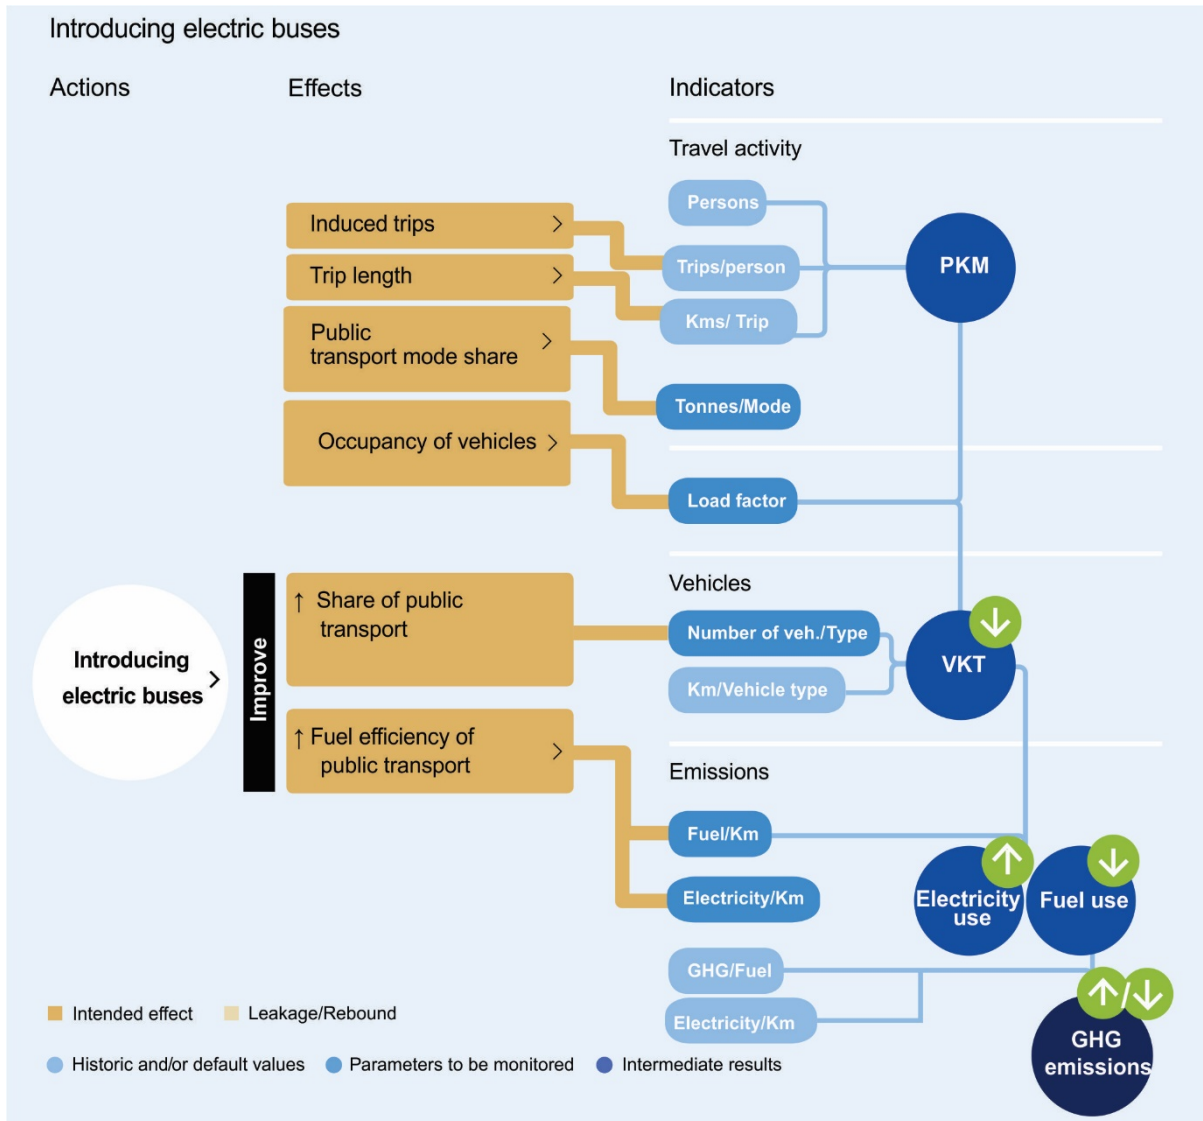 Introducing electric buses
Actions
Effects
Indicators
Travel activity
Persons
Induced trips
Trips/person
PKM
Trip length
Kms/ Trip
Public
transport mode share
Tonnes/Mode
Occupancy of vehicles
Load factor
Vehicles
↑ Share of public
transport
Number of veh./Type
VKT
Km/Vehicle type
Introducing
electric buses
Improve
↑ Fuel efficiency of
public transport
Emissions
Fuel/Km
Electricity/Km
Electricity
use
Fuel use
GHG/Fuel
Electricity/Km
↑/↓
GHG
emissions
Intended effect
Leakage/Rebound
Historic and/or default values
Parameters to be monitored
Intermediate results